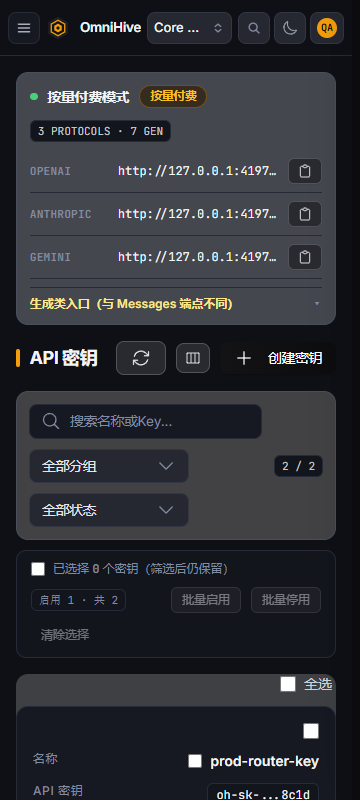 OmniHive
Core ...
QA
按量付费模式
按量付费
3 PROTOCOLS · 7 GEN
OPENAI
http://127.0.0.1:4197…
ANTHROPIC
http://127.0.0.1:4197…
GEMINI
http://127.0.0.1:4197…
生成类入口（与 Messages 端点不同）
API 密钥
创建密钥
搜索名称或Key...
全部分组
2 / 2
全部状态
已选择 0 个密钥（筛选后仍保留）
启用 1 · 共 2
批量启用
批量停用
清除选择
全选
名称
prod-router-key
API 密钥
oh-sk-...8c1d